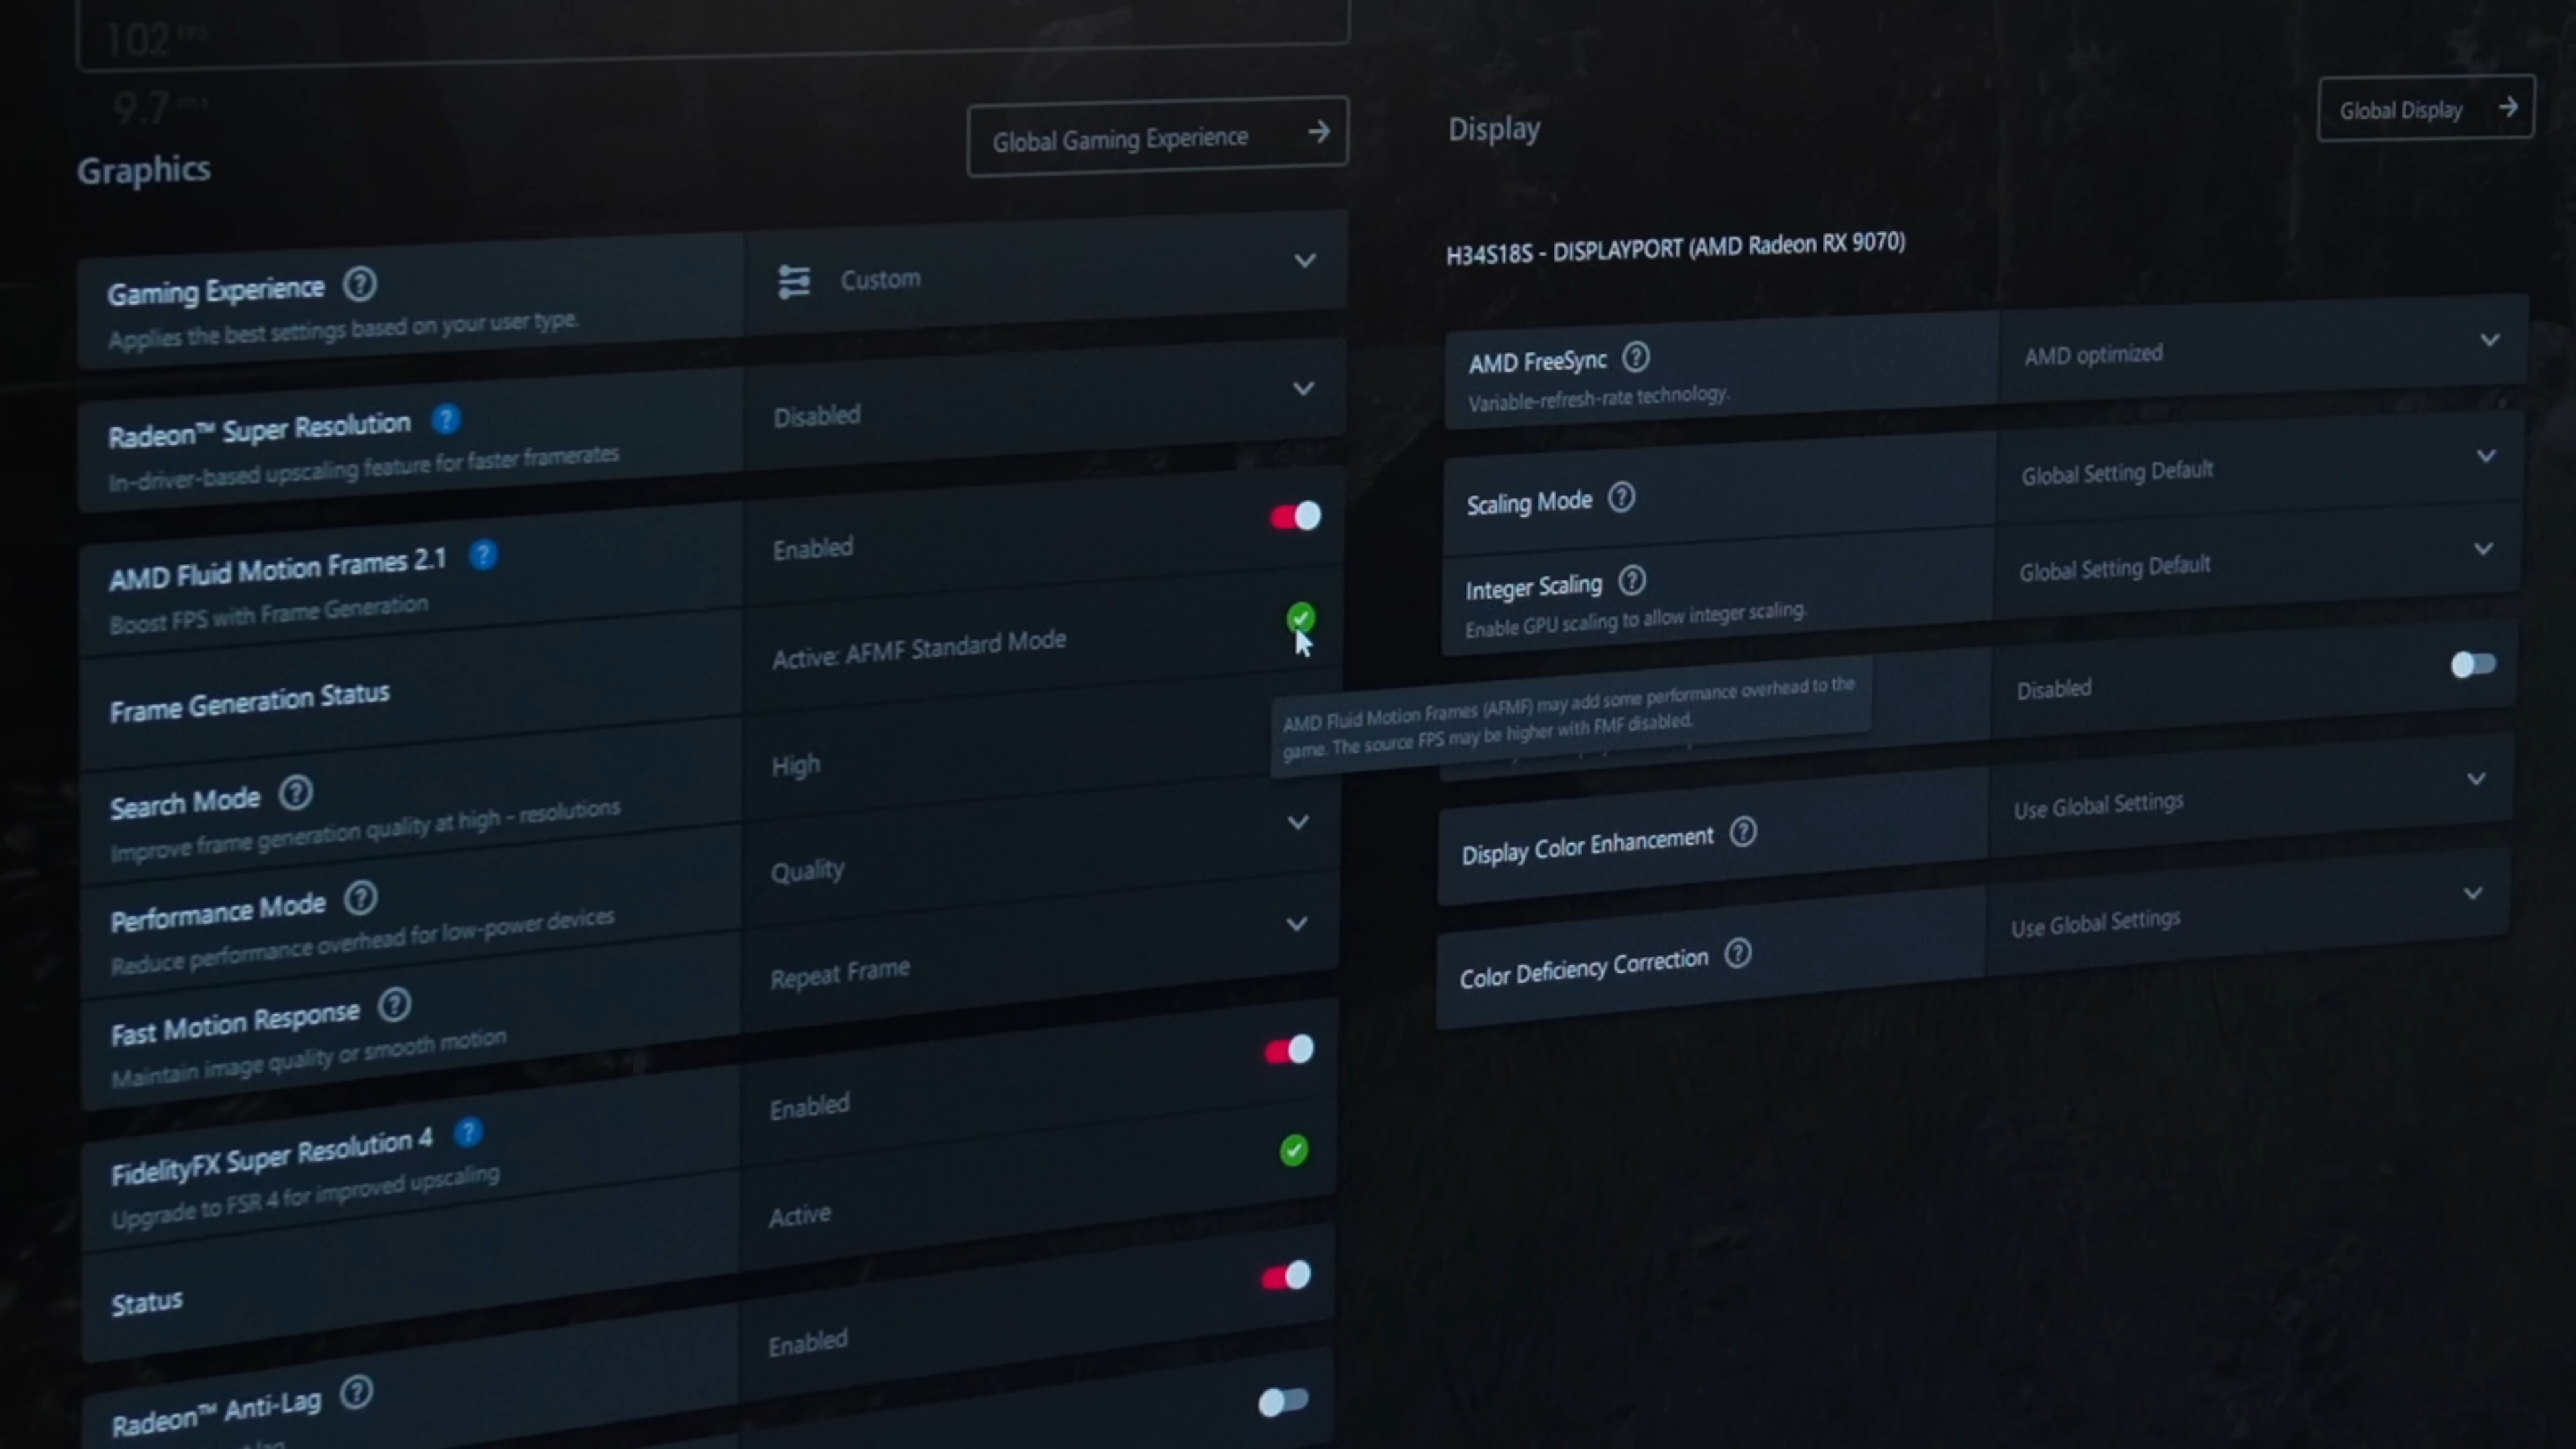 102 FPS
9.7 ms
Graphics
Global Gaming Experience
Gaming Experience
Applies the best settings based on your user type.
Custom
Radeon™ Super Resolution
In-driver-based upscaling feature for faster framerates
Disabled
AMD Fluid Motion Frames 2.1
Boost FPS with Frame Generation
Enabled
Frame Generation Status
Active: AFMF Standard Mode
Search Mode
Improve frame generation quality at high - resolutions
High
Performance Mode
Reduce performance overhead for low-power devices
Quality
Fast Motion Response
Maintain image quality or smooth motion
Repeat Frame
FidelityFX Super Resolution 4
Upgrade to FSR 4 for improved upscaling
Enabled
Status
Active
Radeon™ Anti-Lag
Enabled
Display
Global Display
H34S18S - DISPLAYPORT (AMD Radeon RX 9070)
AMD FreeSync
Variable-refresh-rate technology.
AMD optimized
Scaling Mode
Global Setting Default
Integer Scaling
Enable GPU scaling to allow integer scaling.
Global Setting Default
AMD Fluid Motion Frames (AFMF) may add some performance overhead to the
game. The source FPS may be higher with FMF disabled.
Disabled
Display Color Enhancement
Use Global Settings
Color Deficiency Correction
Use Global Settings